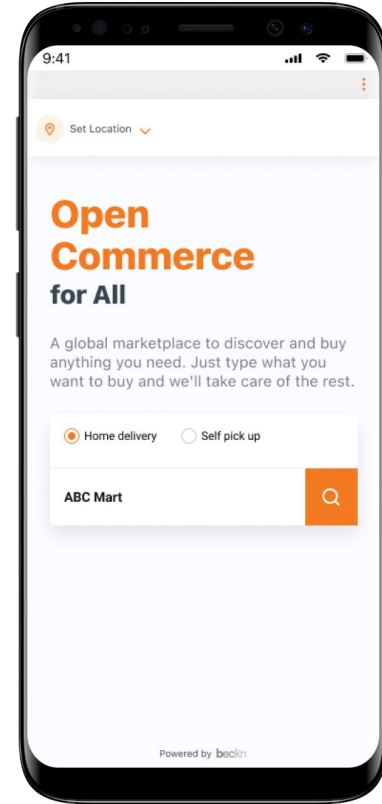 9:41
Set Location
Open
Commerce
for All
A global marketplace to discover and buy
anything you need. Just type what you
want to buy and we'll take care of the rest.
Home delivery Self pick up
ABC Mart
Powered by beckn